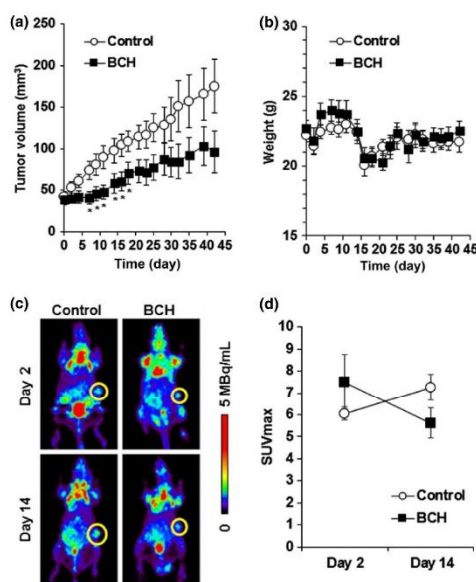 (a)
Control
BCH
Tumor volume (mm³)
250
200
150
100
50
0
* * * * * *
0 5 10 15 20 25 30 35 40 45
Time (day)
(b)
Control
BCH
Weight (g)
30
25
20
15
0 5 10 15 20 25 30 35 40 45
Time (day)
(c)
Control BCH
Day 2
Day 14
5 MBq/mL
0
(d)
SUVmax
10
9
8
7
6
5
4
3
2
1
0
Control
BCH
Day 2 Day 14